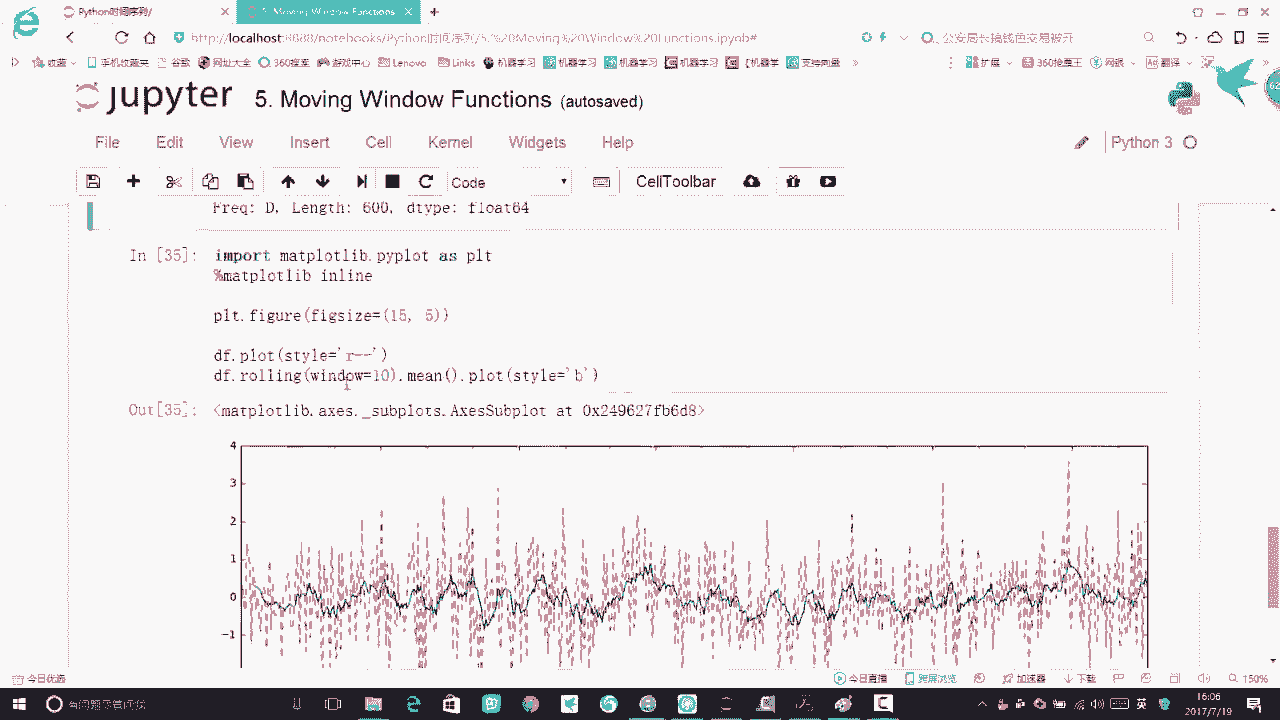 Python时间序列/
5. Moving Window Functions
http://localhost:8888/notebooks/Python时间序列/5.%20Moving%20Window%20Functions.ipynb#
公安局长搞钱色交易被开
收藏 手机收藏夹 谷歌 网址大全 360搜索 游戏中心 Lenovo Links 机器学习 机器学习 机器学习 机器学习 【机器学 支持向量 »
扩展 360抢票王 网银 翻译 »
jupyter 5. Moving Window Functions (autosaved)
File Edit View Insert Cell Kernel Widgets Help
Python 3
Code CellToolbar
Freq: D, Length: 600, dtype: float64
In [35]: import matplotlib.pyplot as plt
%matplotlib inline
plt.figure(figsize=(15, 5))
df.plot(style='r--')
df.rolling(window=10).mean().plot(style='b')
Out[35]: <matplotlib.axes._subplots.AxesSubplot at 0x249627fb6d8>
4
3
2
1
0
-1
今日优选
今日直播 跨屏浏览 加速器 下载 150%
英
16:06
2017/7/19